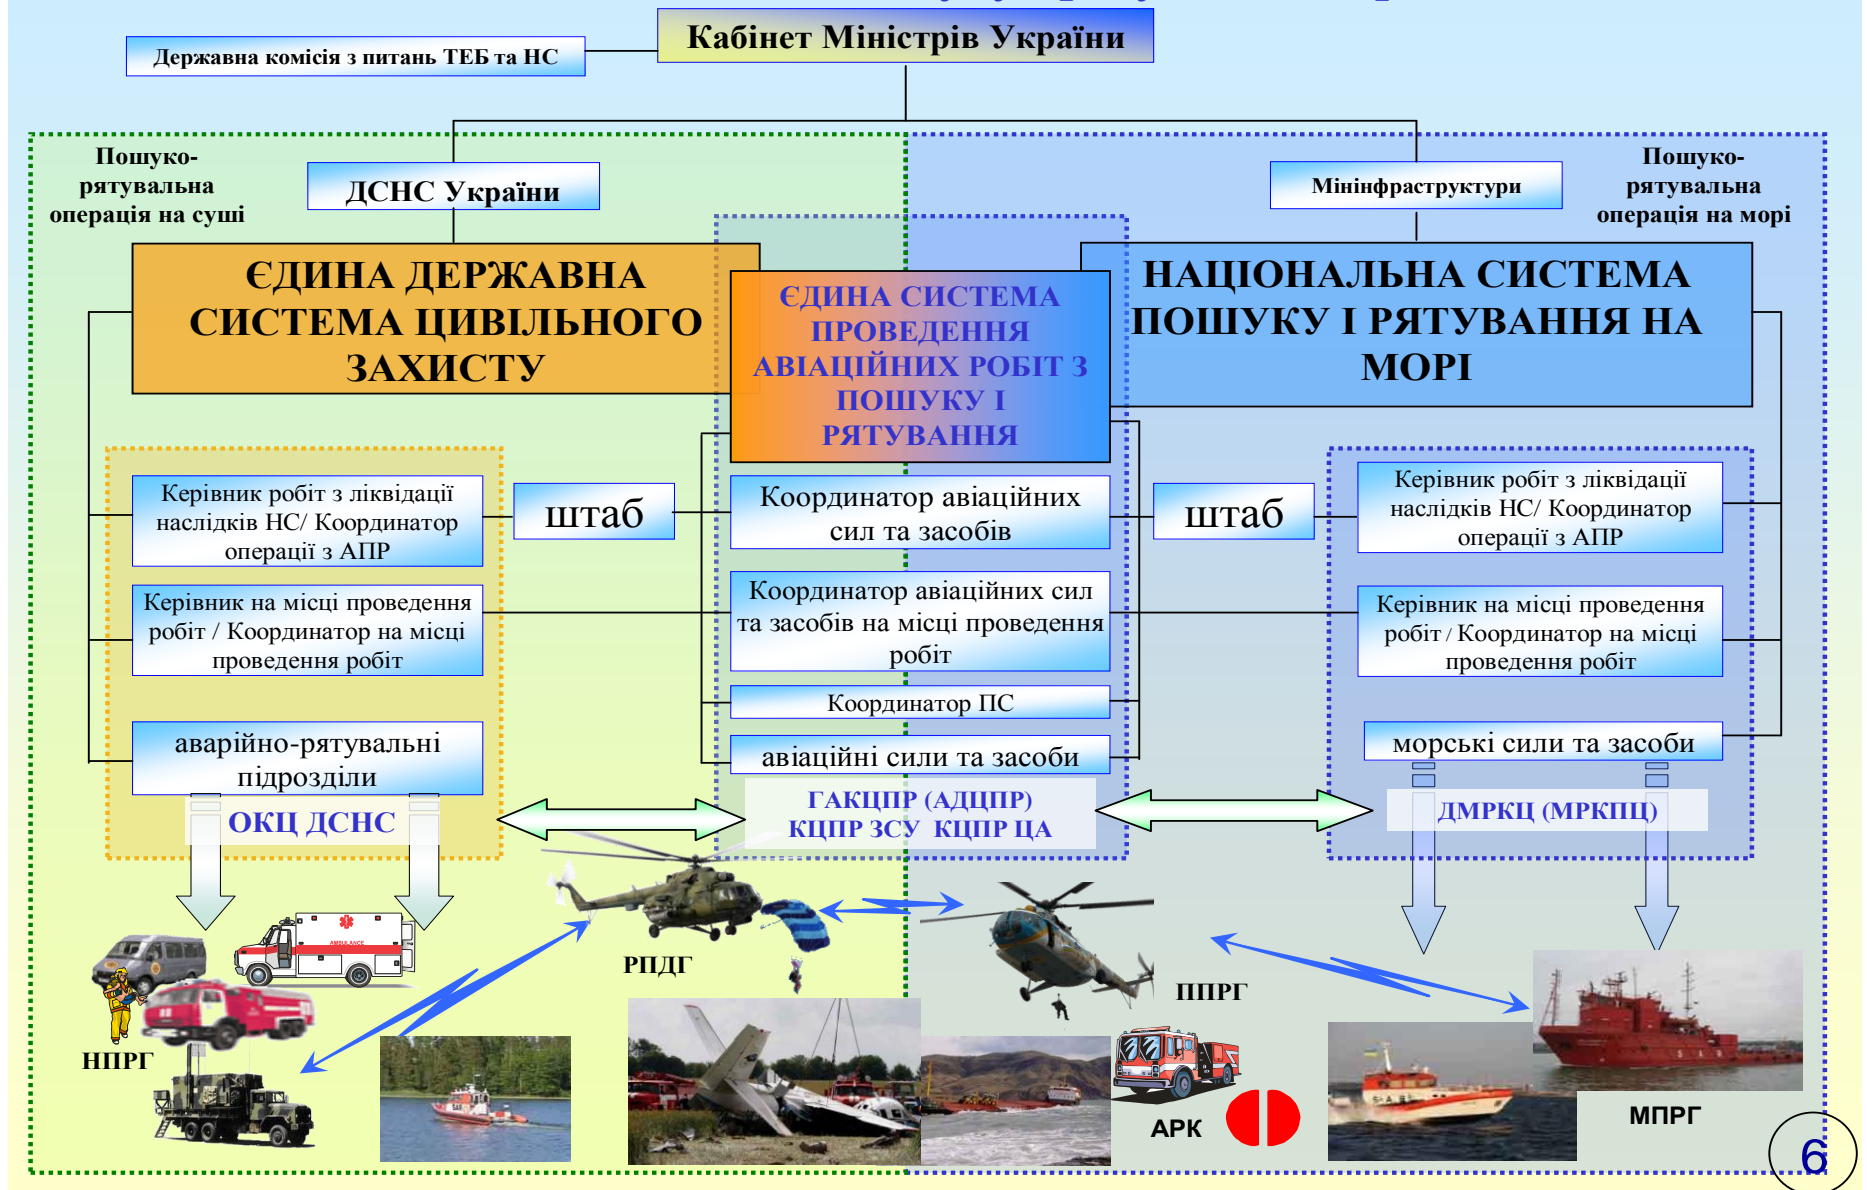 Кабінет Міністрів України
Державна комісія з питань ТЕБ та НС
Пошуко-
рятувальна
операція на суші
ДСНС України
Мінінфраструктури
Пошуко-
рятувальна
операція на морі
ЄДИНА ДЕРЖАВНА
СИСТЕМА ЦИВІЛЬНОГО
ЗАХИСТУ
ЄДИНА СИСТЕМА
ПРОВЕДЕННЯ
АВІАЦІЙНИХ РОБІТ З
ПОШУКУ І
РЯТУВАННЯ
НАЦІОНАЛЬНА СИСТЕМА
ПОШУКУ І РЯТУВАННЯ НА
МОРІ
Керівник робіт з ліквідації
наслідків НС/ Координатор
операції з АПР
штаб
Координатор авіаційних
сил та засобів
штаб
Керівник робіт з ліквідації
наслідків НС/ Координатор
операції з АПР
Керівник на місці проведення
робіт / Координатор на місці
проведення робіт
Координатор авіаційних сил
та засобів на місці проведення
робіт
Керівник на місці проведення
робіт / Координатор на місці
проведення робіт
Координатор ПС
аварійно-рятувальні
підрозділи
авіаційні сили та засоби
морські сили та засоби
ОКЦ ДСНС
ГАКЦПР (АДЦПР)
КЦПР ЗСУ КЦПР ЦА
ДМРКЦ (МРКПЦ)
AMBULANCE
РПДГ
ППРГ
НПРГ
SAR
АРК
SAR
МПРГ
6